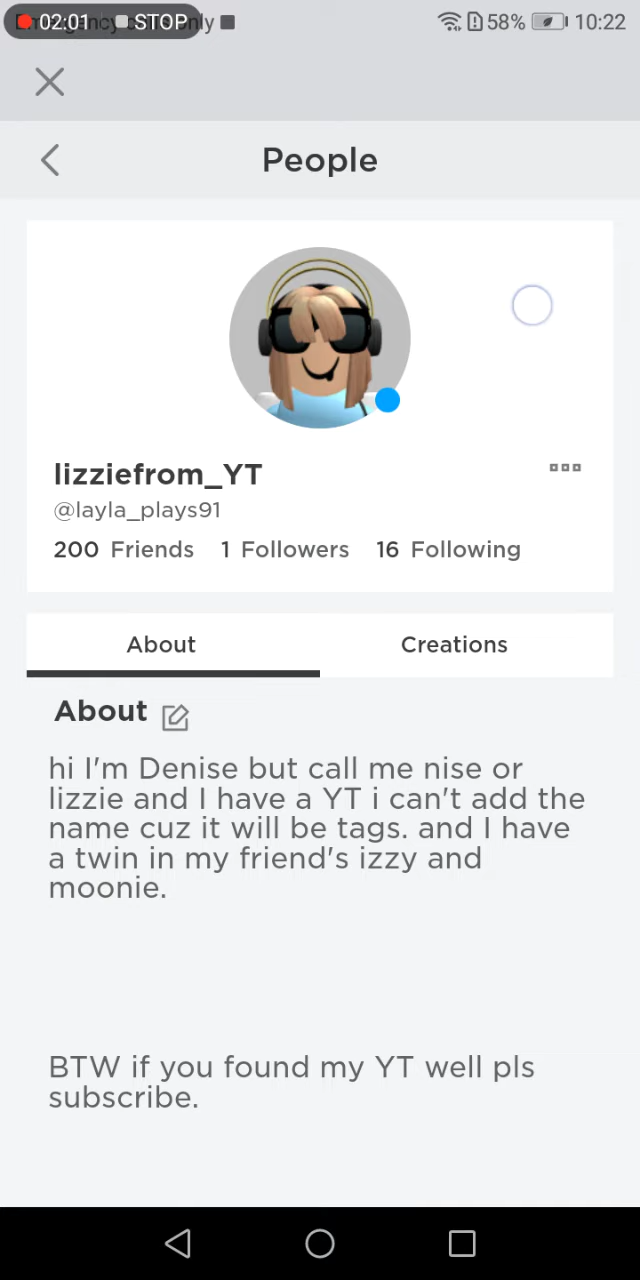 02:01 STOP
58% 10:22
People
lizziefrom_YT
@layla_plays91
200 Friends 1 Followers 16 Following
About Creations
About
hi I'm Denise but call me nise or
lizzie and I have a YT i can't add the
name cuz it will be tags. and I have
a twin in my friend's izzy and
moonie.
BTW if you found my YT well pls
subscribe.